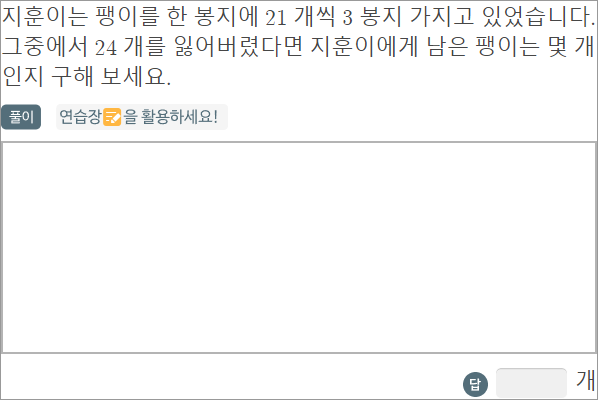 지훈이는 팽이를 한 봉지에 21 개씩 3 봉지 가지고 있었습니다.
그중에서 24 개를 잃어버렸다면 지훈이에게 남은 팽이는 몇 개
인지 구해 보세요.
풀이 연습장을 활용하세요!
답 개